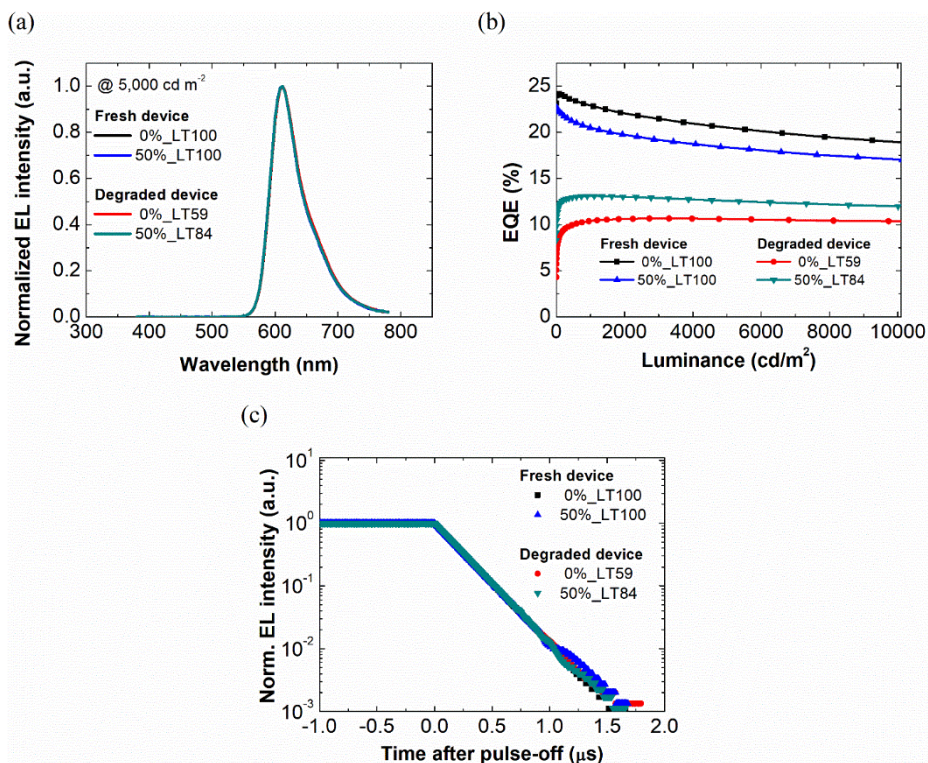 (a)
Normalized EL intensity (a.u.)
1.0
0.8
0.6
0.4
0.2
0.0
@ 5,000 cd m-2
Fresh device
0%_LT100
50%_LT100
Degraded device
0%_LT59
50%_LT84
300 400 500 600 700 800
Wavelength (nm)
(b)
EQE (%)
25
20
15
10
5
0
Fresh device
0%_LT100
50%_LT100
Degraded device
0%_LT59
50%_LT84
0 2000 4000 6000 8000 10000
Luminance (cd/m²)
(c)
Norm. EL intensity (a.u.)
10¹
10⁰
10⁻¹
10⁻²
10⁻³
Fresh device
0%_LT100
50%_LT100
Degraded device
0%_LT59
50%_LT84
-1.0 -0.5 0.0 0.5 1.0 1.5 2.0
Time after pulse-off (μs)